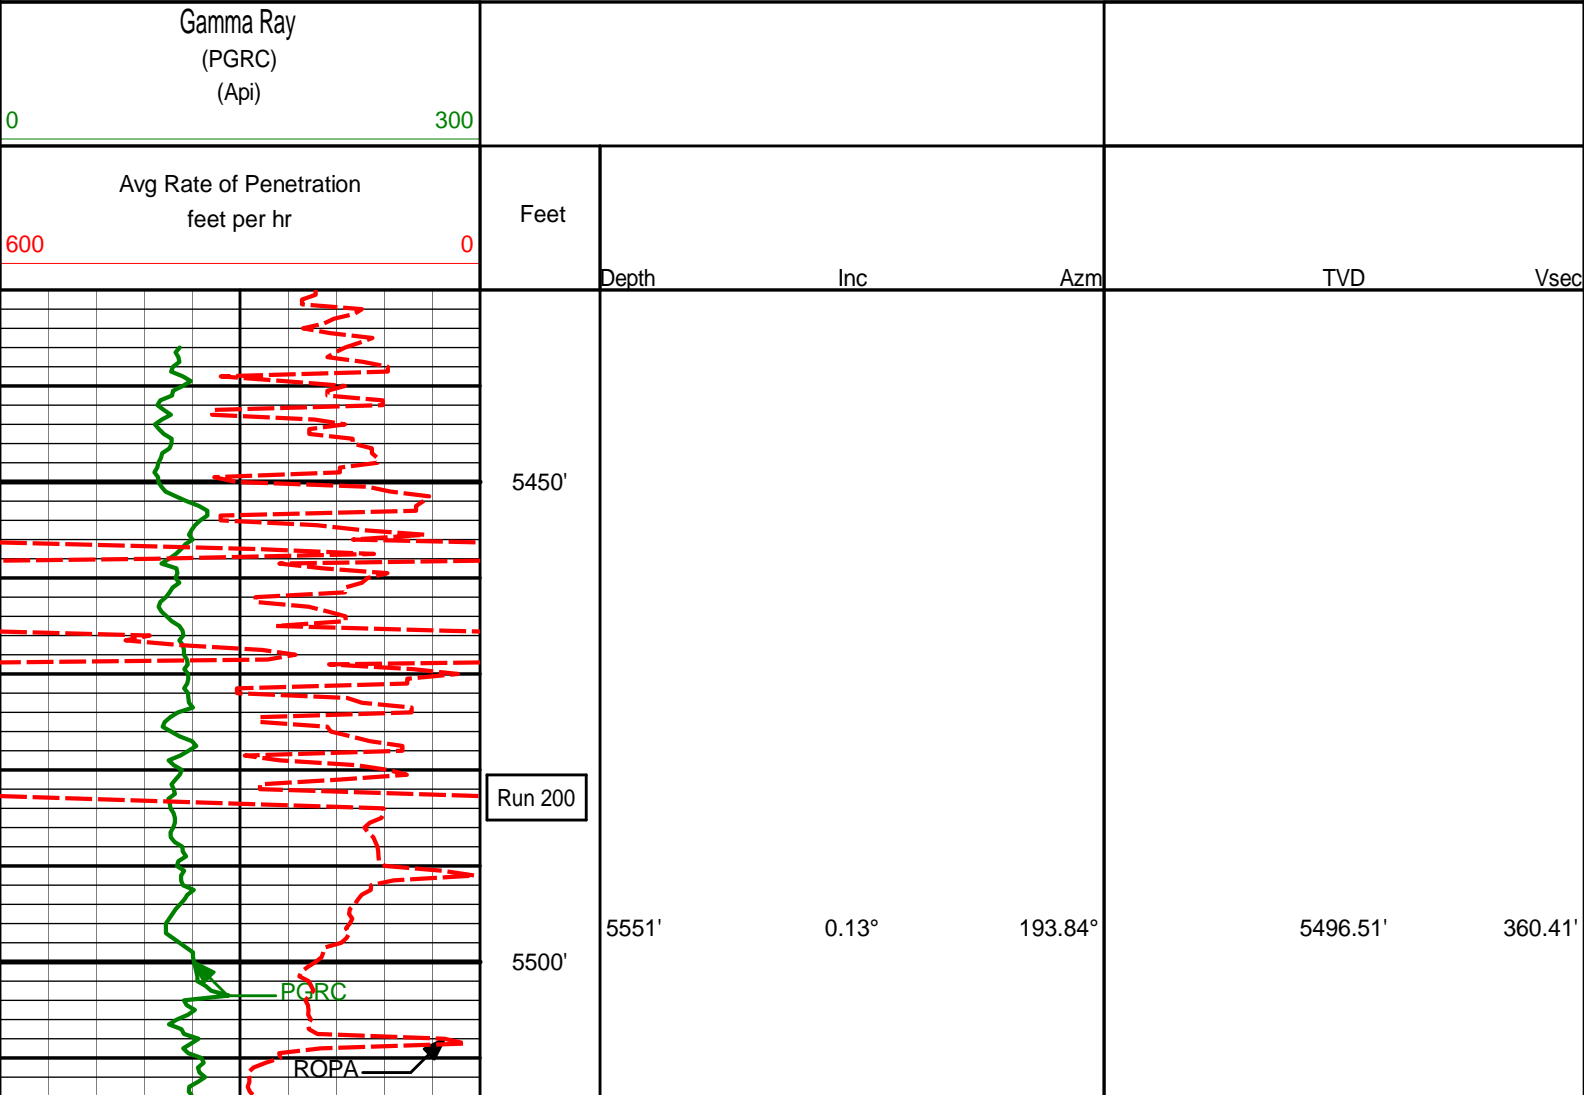 Gamma Ray
(PGRC)
(Api)
0 300
Avg Rate of Penetration
feet per hr
600 0
Feet
Depth Inc Azm TVD Vsec
5450'
Run 200
5551' 0.13° 193.84° 5496.51' 360.41'
5500'
PGRC
ROPA